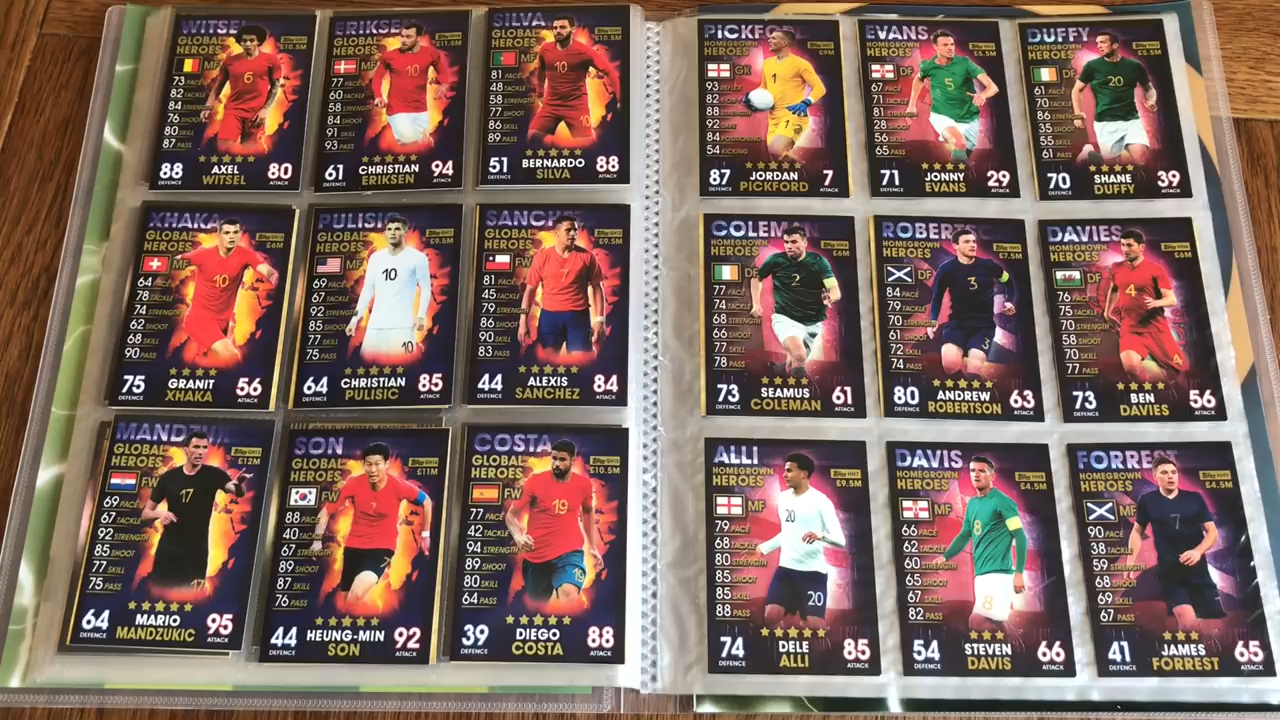 WITSEL
GLOBAL
HEROES
£10.5M
MF
73 PACE
82 TACKLE
84 STRENGTH
76 SHOOT
80 SKILL
87 PASS
88 DEFENCE
AXEL
WITSEL
80 ATTACK
ERIKSEN
GLOBAL
HEROES
£11.5M
MF
77 PACE
60 TACKLE
58 STRENGTH
84 SHOOT
91 SKILL
93 PASS
61 DEFENCE
CHRISTIAN
ERIKSEN
94 ATTACK
SILVA
GLOBAL
HEROES
£10.5M
MF
81 PACE
48 TACKLE
58 STRENGTH
77 SHOOT
86 SKILL
89 PASS
51 DEFENCE
BERNARDO
SILVA
88 ATTACK
PICKFO
HOMEGROWN
HEROES
£9M
GK
93 REFLEX
82
88 STRENGTH
92
84 POSITIONING
54 KICKING
87 DEFENCE
JORDAN
PICKFORD
7 ATTACK
EVANS
HOMEGROWN
HEROES
£5.5M
DF
67 PACE
71 TACKLE
81 STRENGTH
28 SHOOT
56 SKILL
65 PASS
71 DEFENCE
JONNY
EVANS
29 ATTACK
DUFFY
HOMEGROWN
HEROES
£5.5M
DF
61 PACE
70 TACKLE
86 STRENGTH
35 SHOOT
55 SKILL
61 PASS
70 DEFENCE
SHANE
DUFFY
39 ATTACK
XHAKA
GLOBAL
HEROES
£6M
MF
64 PACE
78 TACKLE
74 STRENGTH
62 SHOOT
68 SKILL
90 PASS
75 DEFENCE
GRANIT
XHAKA
56 ATTACK
PULISIC
GLOBAL
HEROES
£9.5M
MF
69 PACE
67 TACKLE
92 STRENGTH
85 SHOOT
77 SKILL
75 PASS
64 DEFENCE
CHRISTIAN
PULISIC
85 ATTACK
SANCHE
GLOBAL
HEROES
£9.5M
FW
81 PACE
45 TACKLE
79 STRENGTH
86 SHOOT
90 SKILL
83 PASS
44 DEFENCE
ALEXIS
SANCHEZ
84 ATTACK
COLEM
HOMEGROWN
HEROES
£6M
DF
77 PACE
74 TACKLE
68 STRENGTH
66 SHOOT
77 SKILL
78 PASS
73 DEFENCE
SEAMUS
COLEMAN
61 ATTACK
ROBERTS
HOMEGROWN
HEROES
£7.5M
DF
84 PACE
79 TACKLE
70 STRENGTH
61 SHOOT
72 SKILL
74 PASS
80 DEFENCE
ANDREW
ROBERTSON
63 ATTACK
DAVIES
HOMEGROWN
HEROES
£6M
DF
76 PACE
75 TACKLE
70 STRENGTH
58 SHOOT
70 SKILL
77 PASS
73 DEFENCE
BEN
DAVIES
56 ATTACK
MANDZU
GLOBAL
HEROES
£12M
FW
69 PACE
67 TACKLE
92 STRENGTH
85 SHOOT
77 SKILL
75 PASS
64 DEFENCE
MARIO
MANDZUKIC
95 ATTACK
SON
GLOBAL
HEROES
£11M
FW
88 PACE
40 TACKLE
67 STRENGTH
89 SHOOT
87 SKILL
76 PASS
44 DEFENCE
HEUNG-MIN
SON
92 ATTACK
COSTA
GLOBAL
HEROES
£10.5M
FW
77 PACE
42 TACKLE
94 STRENGTH
89 SHOOT
80 SKILL
64 PASS
39 DEFENCE
DIEGO
COSTA
88 ATTACK
ALLI
HOMEGROWN
HEROES
£9.5M
MF
79 PACE
68 TACKLE
80 STRENGTH
85 SHOOT
85 SKILL
88 PASS
74 DEFENCE
DELE
ALLI
85 ATTACK
DAVIS
HOMEGROWN
HEROES
£4.5M
MF
66 PACE
62 TACKLE
60 STRENGTH
65 SHOOT
67 SKILL
82 PASS
54 DEFENCE
STEVEN
DAVIS
66 ATTACK
FORREST
HOMEGROWN
HEROES
£4.5M
MF
90 PACE
38 TACKLE
59 STRENGTH
68 SHOOT
69 SKILL
67 PASS
41 DEFENCE
JAMES
FORREST
65 ATTACK